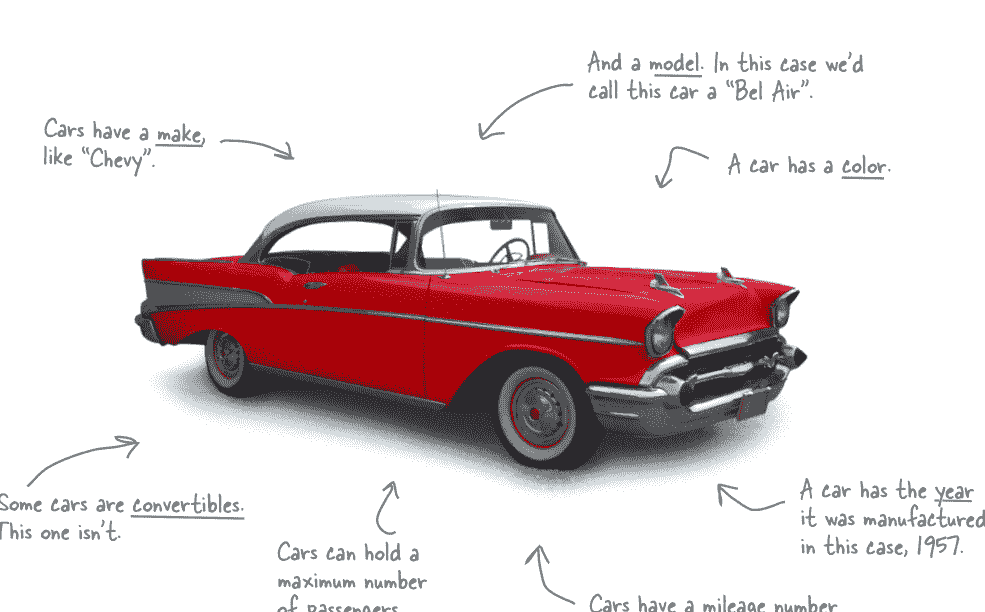 And a model. In this case we'd
call this car a "Bel Air".
Cars have a make,
like "Chevy".
A car has a color.
Some cars are convertibles.
This one isn't.
A car has the year
it was manufactured
in this case, 1957.
Cars can hold a
maximum number
of passengers
Cars have a mileage number